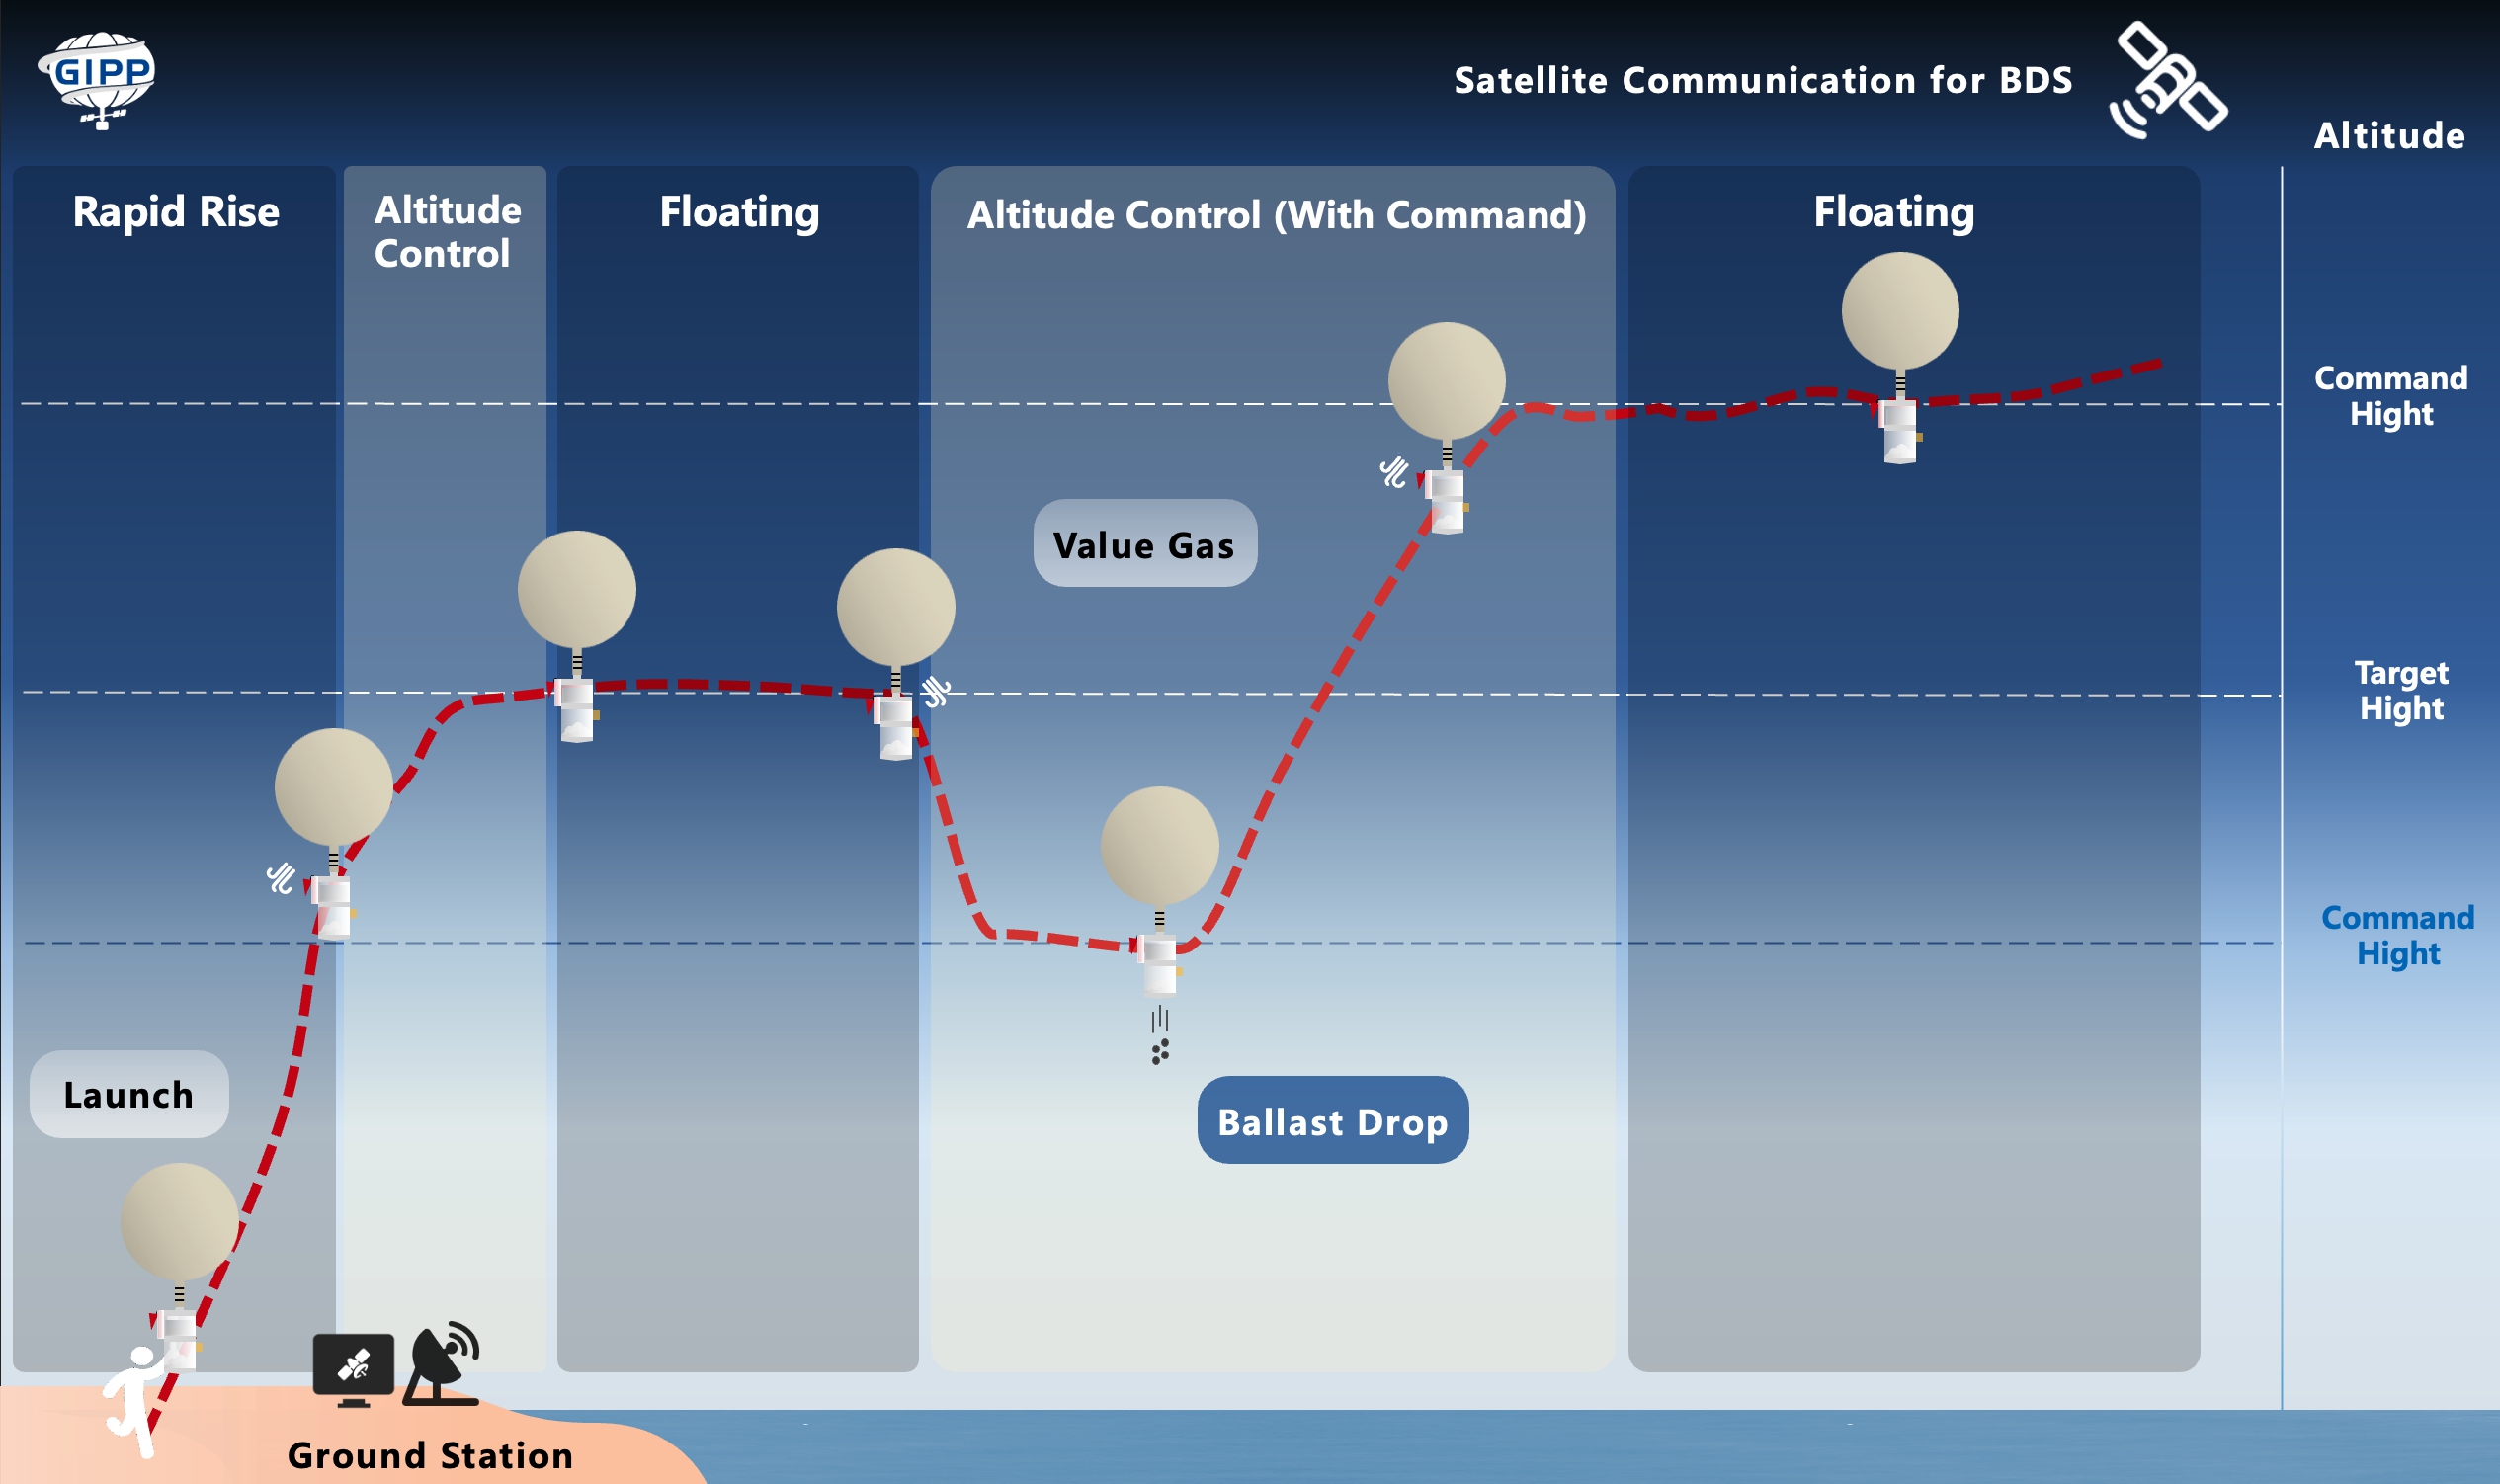 GIPP
Satellite Communication for BDS
Altitude
Rapid Rise
Altitude
Control
Floating
Altitude Control (With Command)
Floating
Command
Hight
Value Gas
Target
Hight
Command
Hight
Launch
Ballast Drop
Ground Station